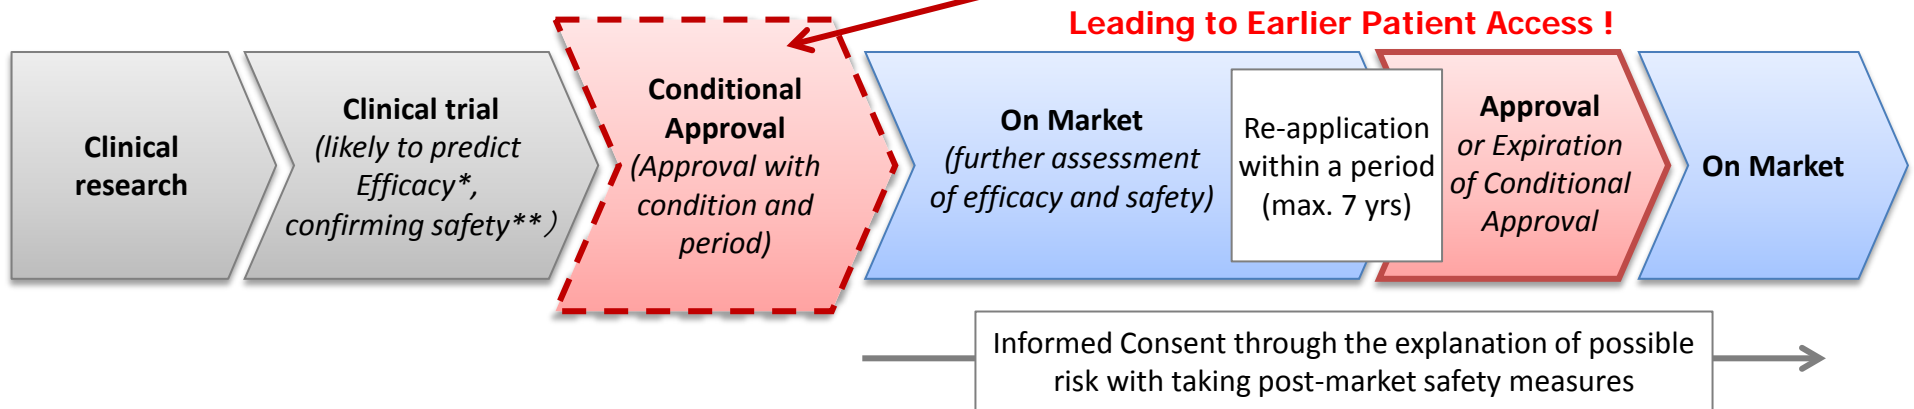 Leading to Earlier Patient Access !
Clinical
research
Clinical trial
(likely to predict
Efficacy*,
confirming safety**）
Conditional
Approval
(Approval with
condition and
period)
On Market
(further assessment
of efficacy and safety)
Re-application
within a period
(max. 7 yrs)
Approval
or Expiration
of Conditional
Approval
On Market
Informed Consent through the explanation of possible
risk with taking post-market safety measures